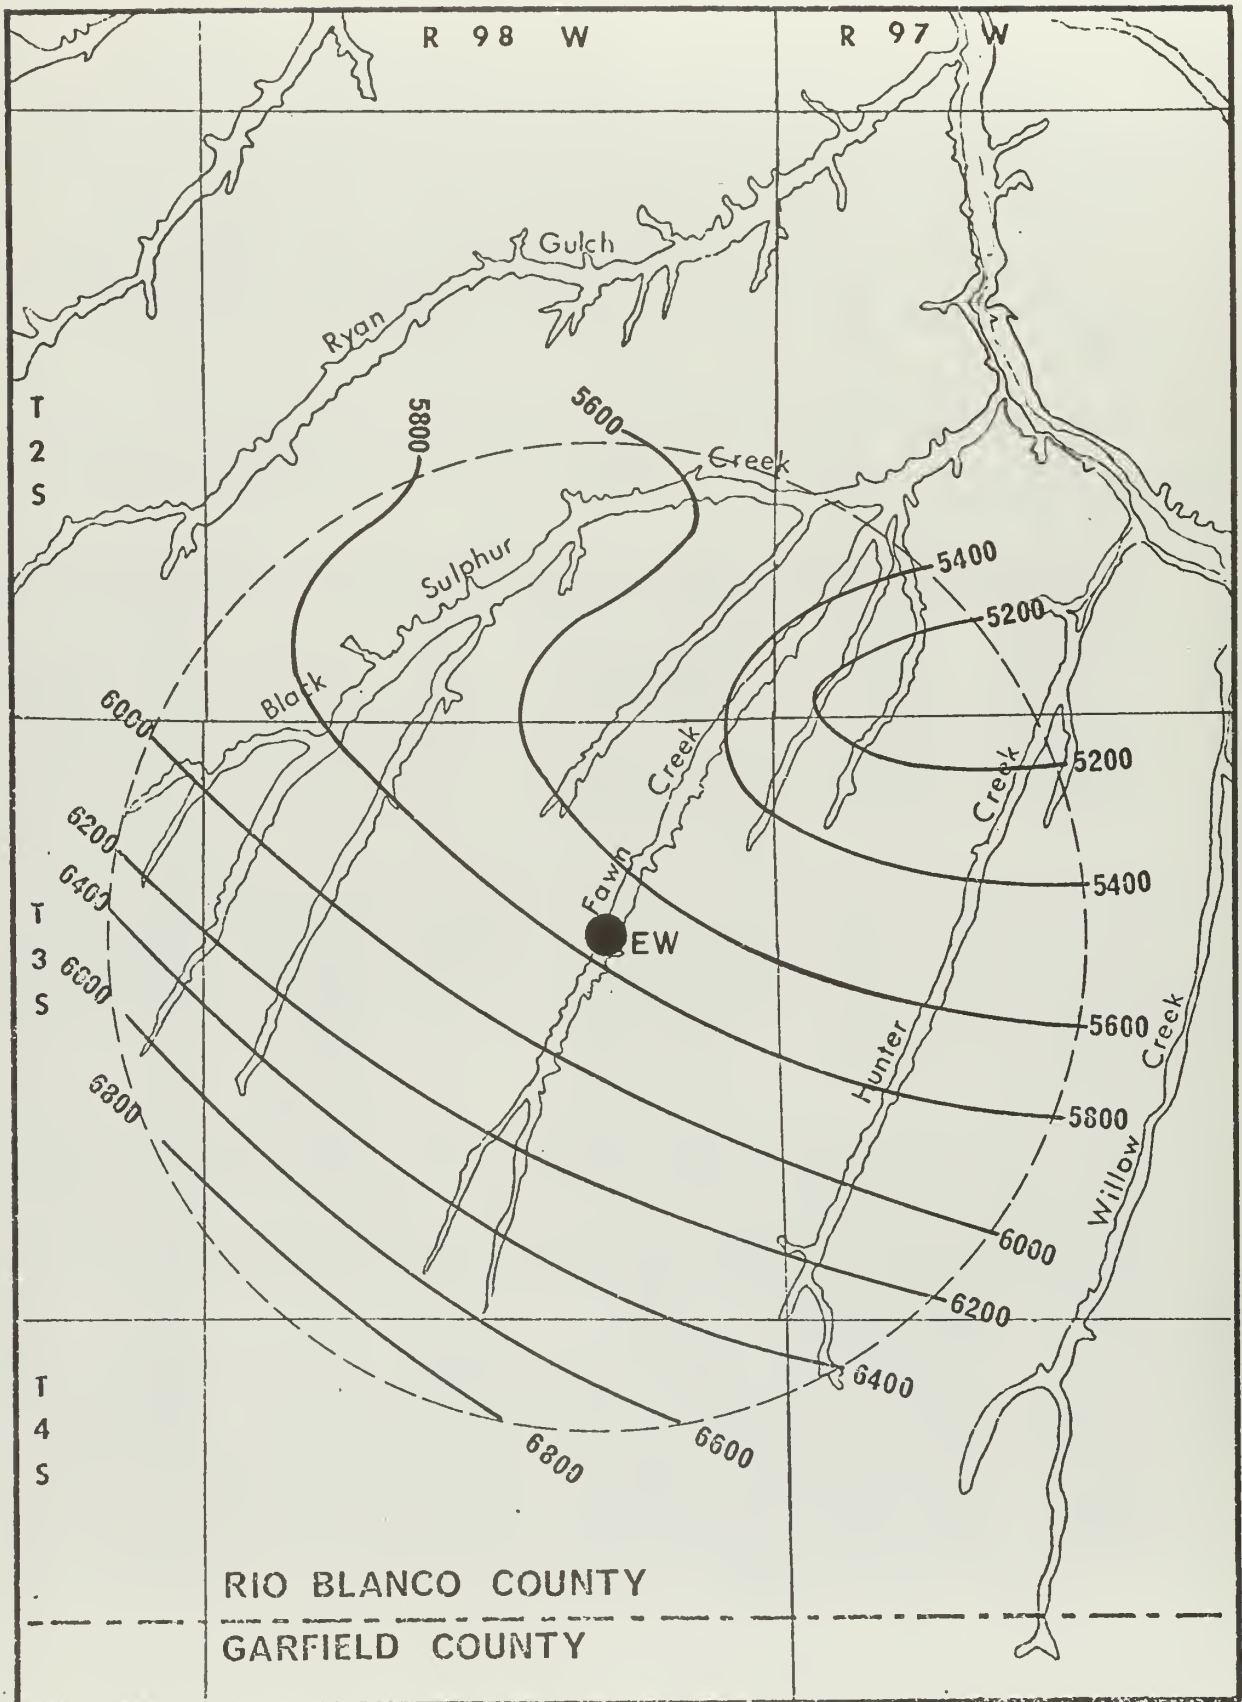 R 98 W
R 97 W
Gulch
Ryan
T
2
S
5800
5600
Creek
Sulphur
5400
5200
Black
6000
Creek
Creek
5200
6200
Fawn
5400
6400
T
3
S
EW
6600
5600
Creek
Hunter
6800
5800
Willow
6000
6200
T
4
S
6400
6800
6600
RIO BLANCO COUNTY
GARFIELD COUNTY